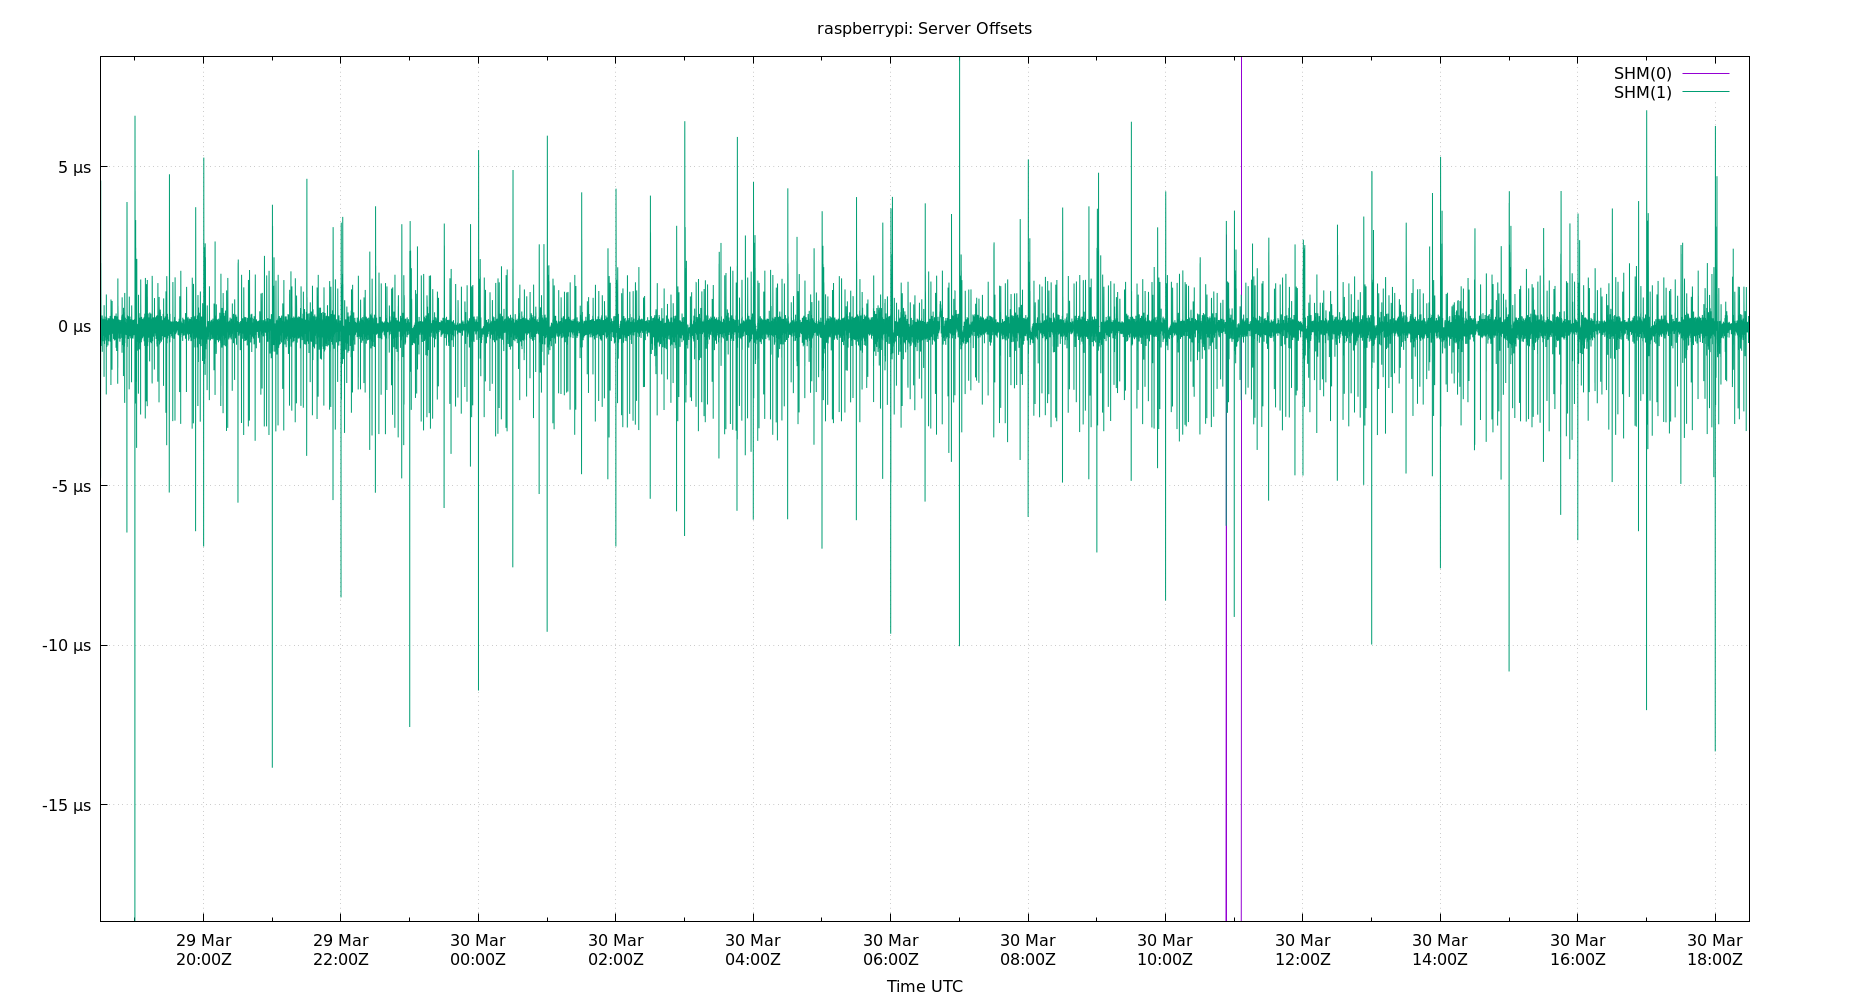 raspberrypi: Server Offsets
SHM(0)
SHM(1)
5 µs
0 µs
-5 µs
-10 µs
-15 µs
29 Mar 29 Mar 30 Mar 30 Mar 30 Mar 30 Mar 30 Mar 30 Mar 30 Mar 30 Mar 30 Mar 30 Mar
20:00Z 22:00Z 00:00Z 02:00Z 04:00Z 06:00Z 08:00Z 10:00Z 12:00Z 14:00Z 16:00Z 18:00Z
Time UTC